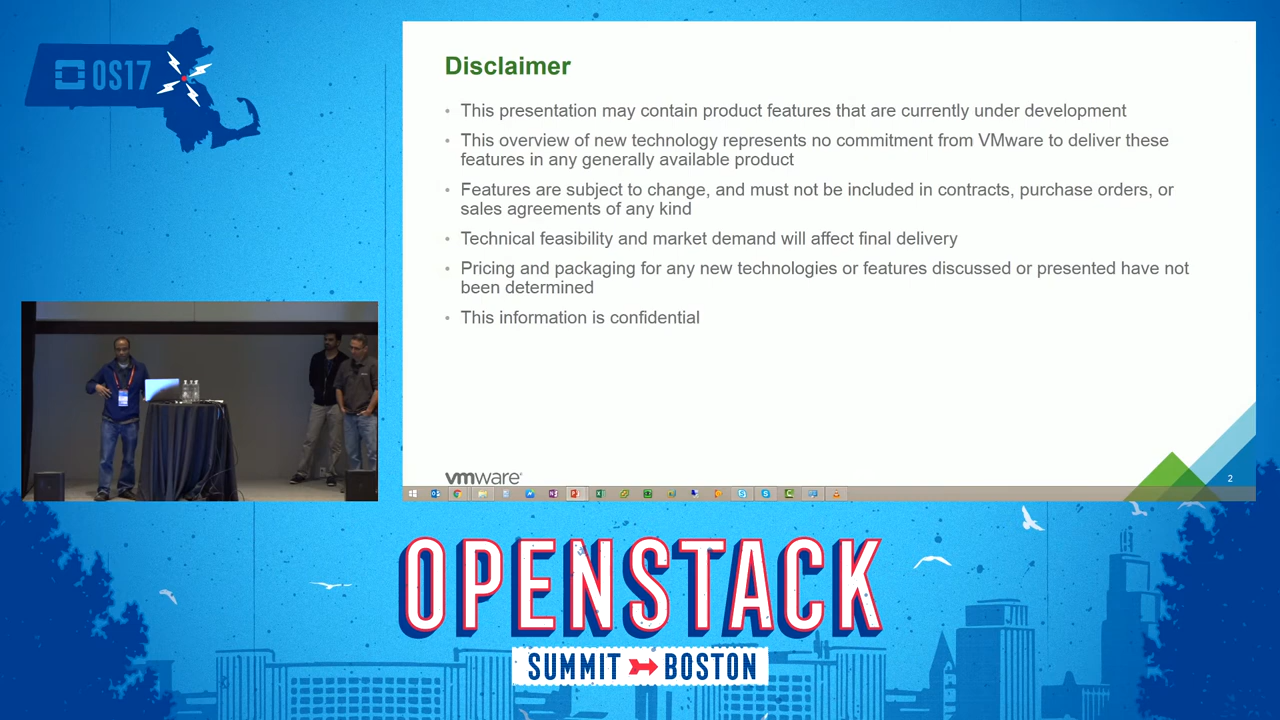 OS17
Disclaimer
• This presentation may contain product features that are currently under development
• This overview of new technology represents no commitment from VMware to deliver these
features in any generally available product
• Features are subject to change, and must not be included in contracts, purchase orders, or
sales agreements of any kind
• Technical feasibility and market demand will affect final delivery
• Pricing and packaging for any new technologies or features discussed or presented have not
been determined
• This information is confidential
vmware®
2
OPENSTACK
SUMMIT BOSTON